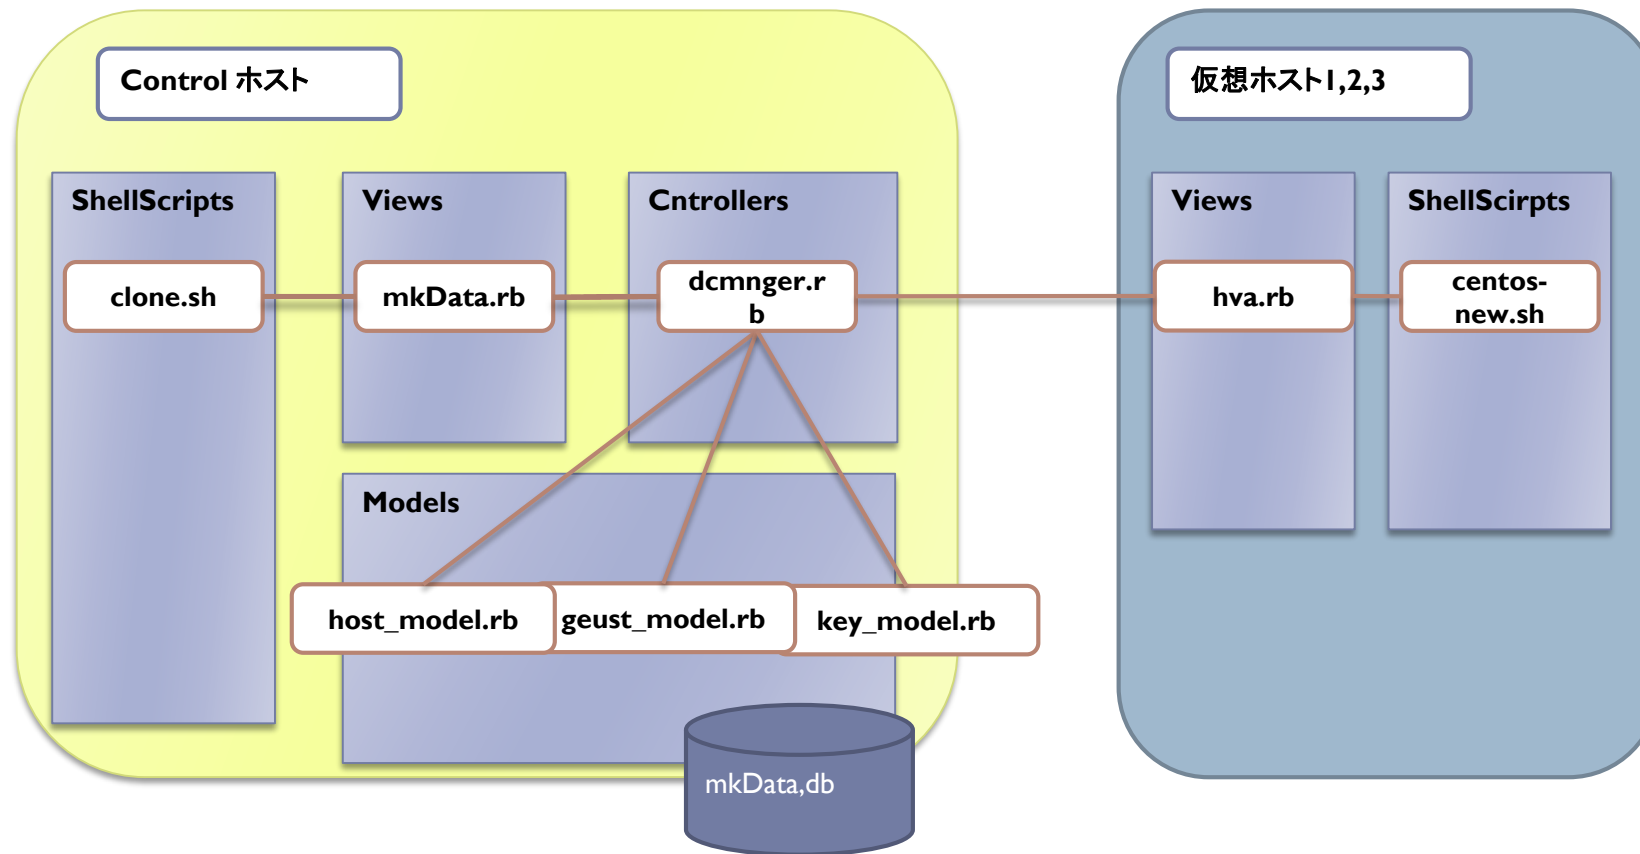 Control ホスト
仮想ホスト1,2,3
ShellScripts
Views
Cntrollers
Views
ShellScirpts
clone.sh
mkData.rb
dcmnger.r
b
hva.rb
centos-
new.sh
Models
host_model.rb
geust_model.rb
key_model.rb
mkData,db